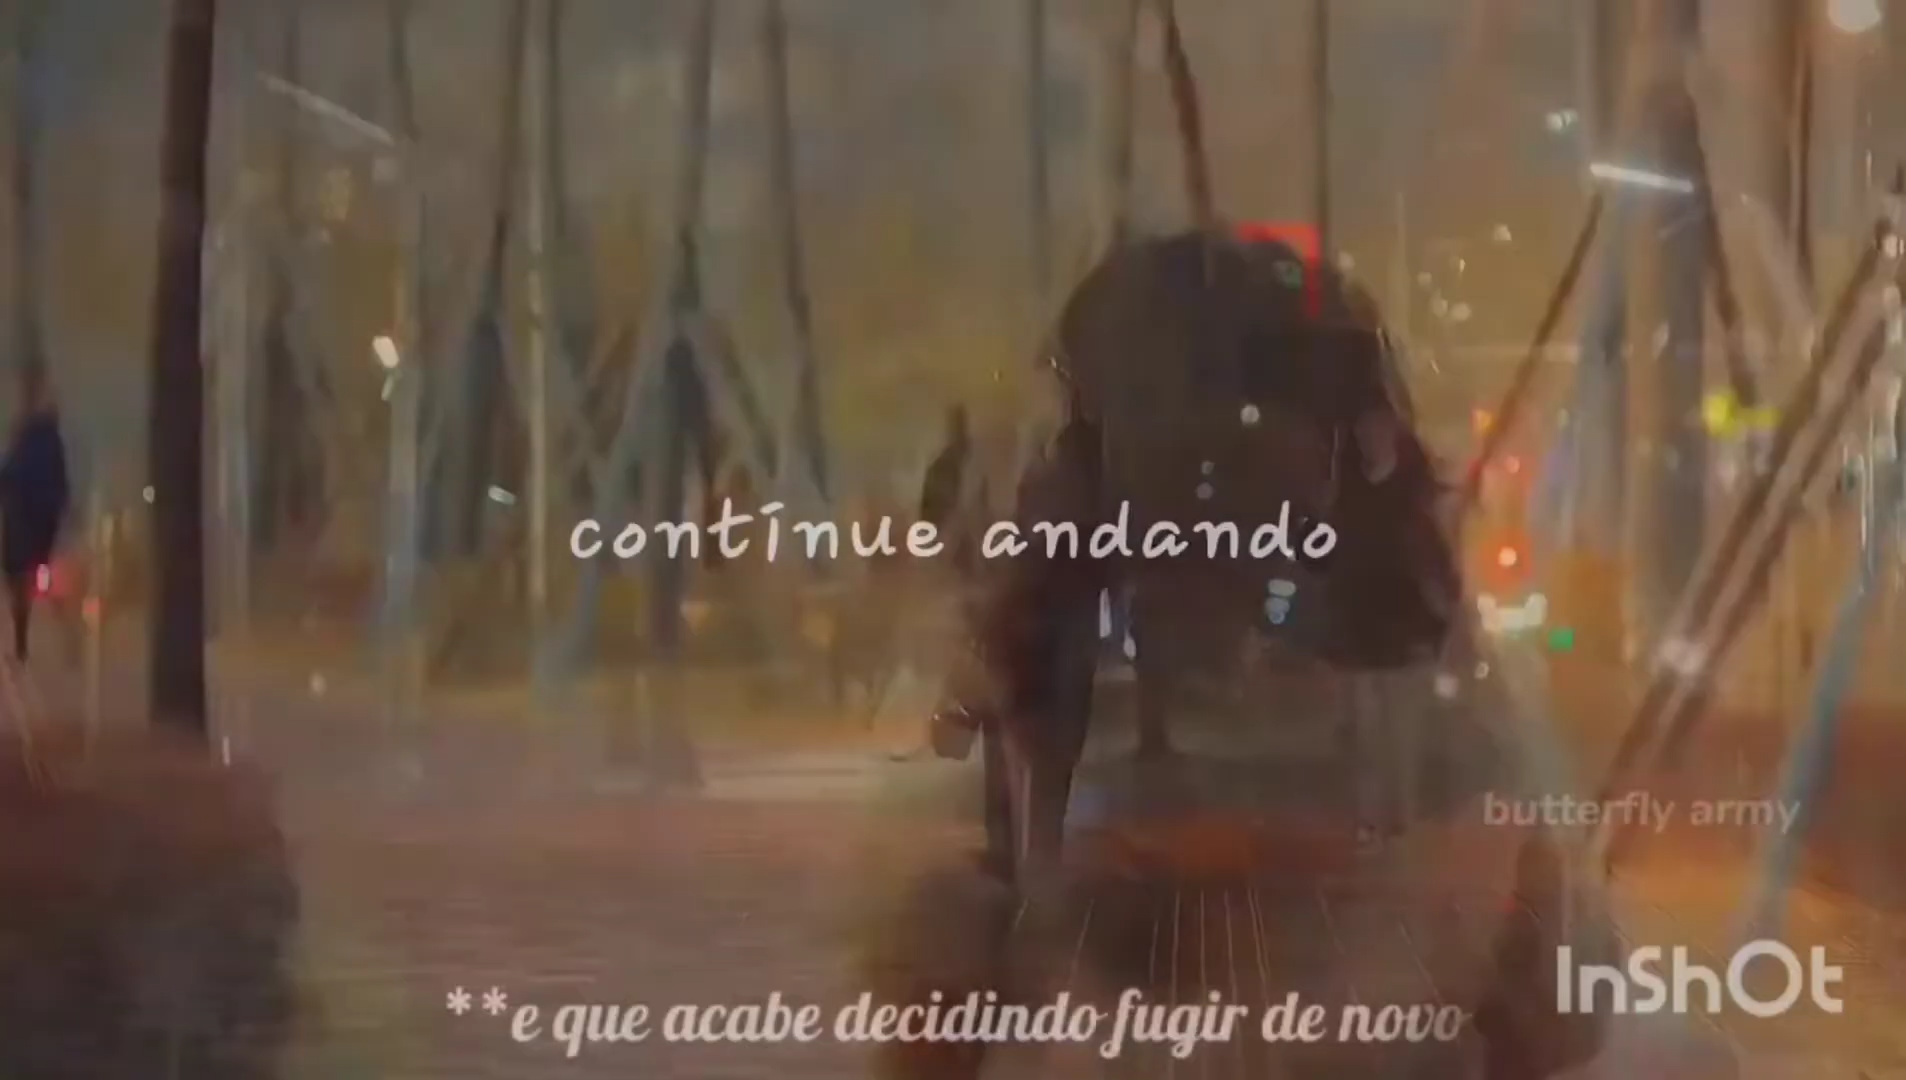 contínue andando
butterfly army
InShOt
**e que acabe decidindo fugir de novo